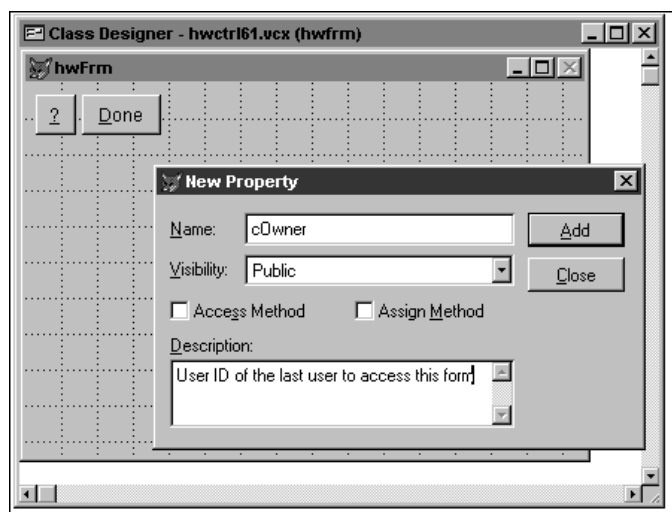 Class Designer - hwctrl61.vcx (hwfrm)
hwFrm
? Done
New Property
Name: cOwner Add
Visibility: Public Close
Access Method Assign Method
Description:
User ID of the last user to access this form